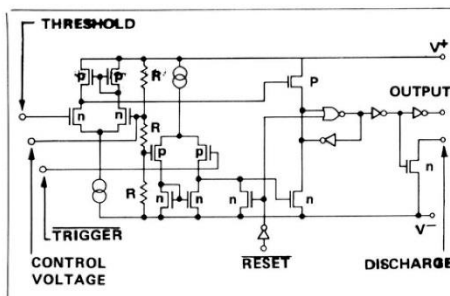 THRESHOLD
V+
p
p
R
P
OUTPUT
n
n
R
p
p
n
R
n
n
n
n
V−
TRIGGER
RESET
CONTROL
VOLTAGE
DISCHARGE